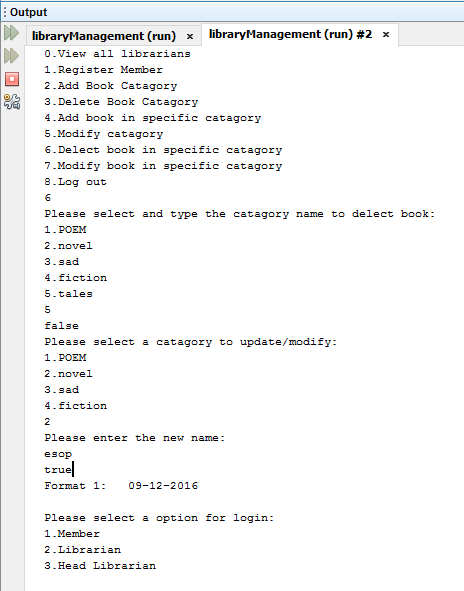 Output
libraryManagement (run) × libraryManagement (run) #2 ×
0.View all librarians
1.Register Member
2.Add Book Catagory
3.Delete Book Catagory
4.Add book in specific catagory
5.Modify catagory
6.Delect book in specific catagory
7.Modify book in specific catagory
8.Log out
6
Please select and type the catagory name to delect book:
1.POEM
2.novel
3.sad
4.fiction
5.tales
5
false
Please select a catagory to update/modify:
1.POEM
2.novel
3.sad
4.fiction
2
Please enter the new name:
esop
true
Format 1:   09-12-2016
Please select a option for login:
1.Member
2.Librarian
3.Head Librarian